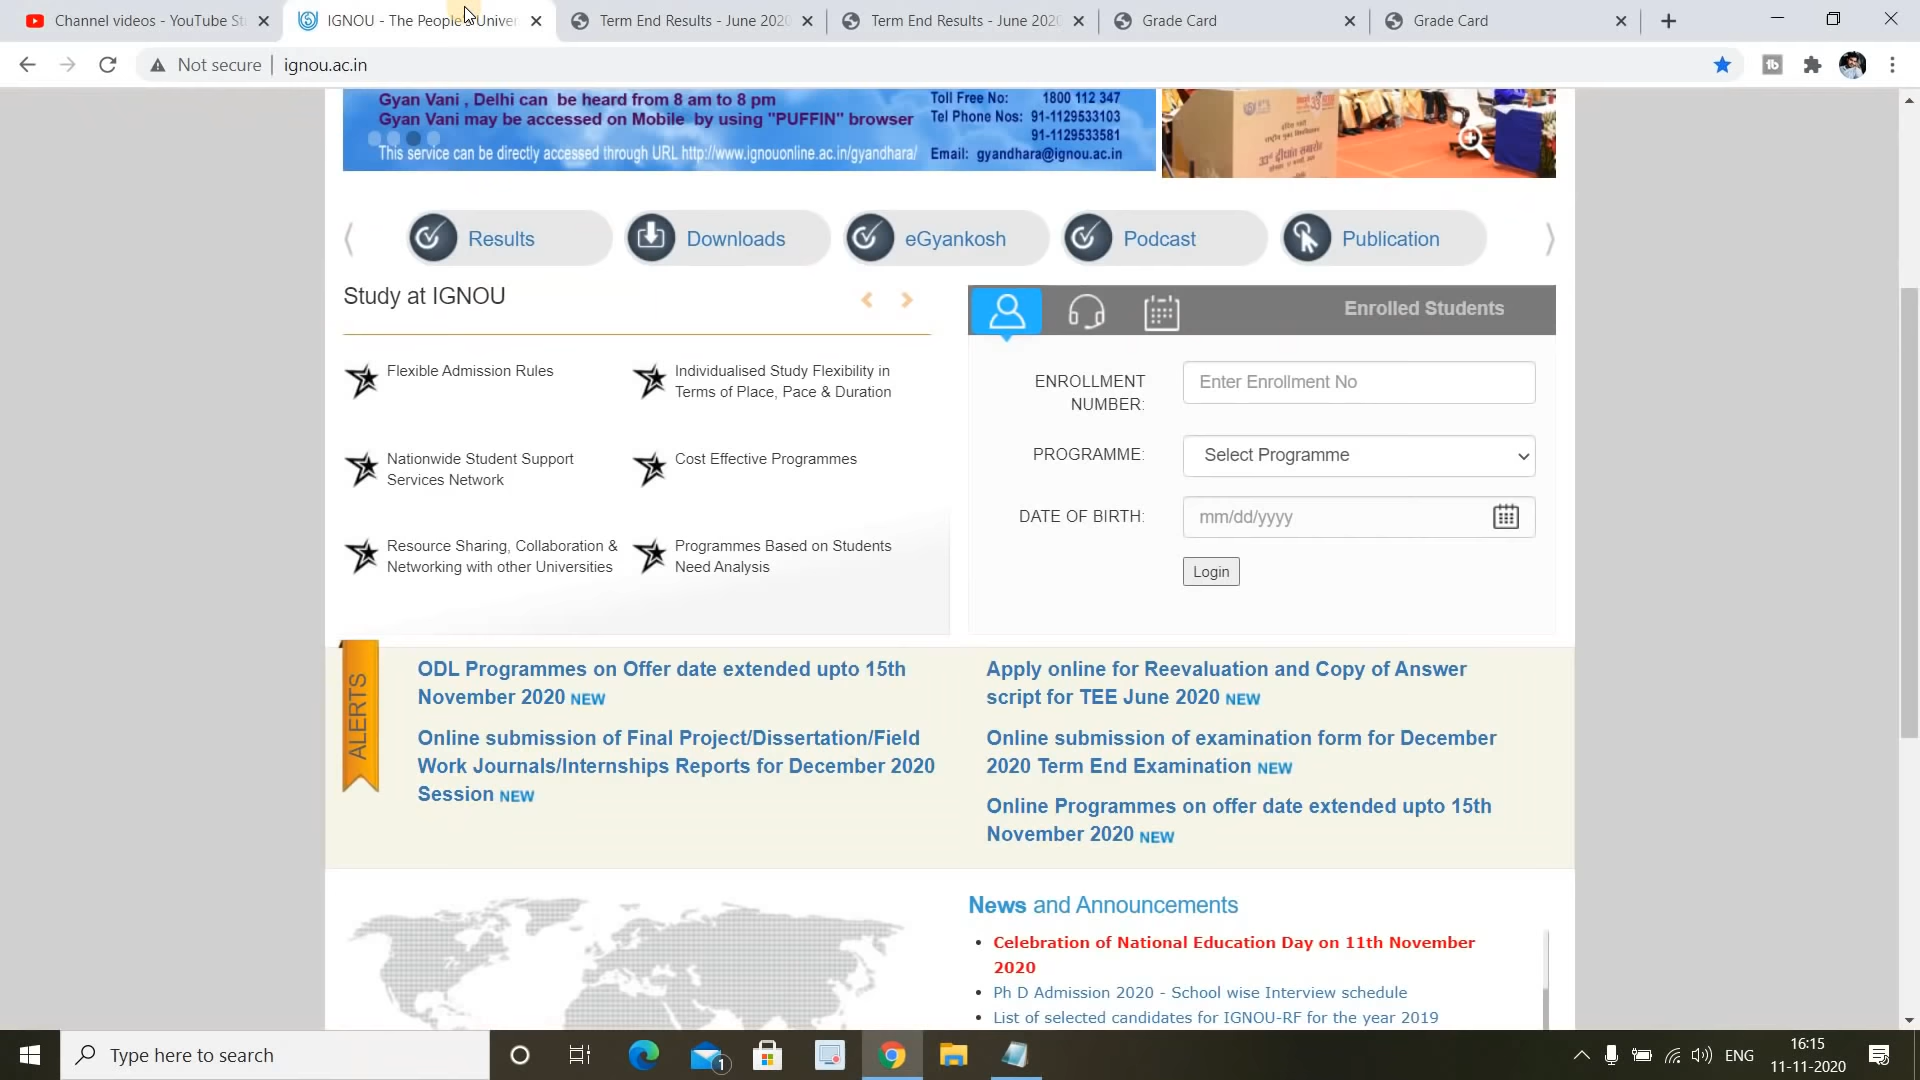 Channel videos - YouTube St
IGNOU - The People's Univer
Term End Results - June 2020
Term End Results - June 2020
Grade Card
Grade Card
Not secure
ignou.ac.in
Gyan Vani , Delhi can be heard from 8 am to 8 pm
Gyan Vani may be accessed on Mobile by using "PUFFIN" browser
This service can be directly accessed through URL http://www.ignouonline.ac.in/gyandhara/
Toll Free No: 1800 112 347
Tel Phone Nos: 91-1129533103
91-1129533581
Email: gyandhara@ignou.ac.in
Results
Downloads
eGyankosh
Podcast
Publication
Study at IGNOU
Flexible Admission Rules
Individualised Study Flexibility in
Terms of Place, Pace & Duration
Nationwide Student Support
Services Network
Cost Effective Programmes
Resource Sharing, Collaboration &
Networking with other Universities
Programmes Based on Students
Need Analysis
Enrolled Students
ENROLLMENT
NUMBER:
Enter Enrollment No
PROGRAMME:
Select Programme
DATE OF BIRTH:
mm/dd/yyyy
Login
ALERTS
ODL Programmes on Offer date extended upto 15th
November 2020 NEW
Online submission of Final Project/Dissertation/Field
Work Journals/Internships Reports for December 2020
Session NEW
Apply online for Reevaluation and Copy of Answer
script for TEE June 2020 NEW
Online submission of examination form for December
2020 Term End Examination NEW
Online Programmes on offer date extended upto 15th
November 2020 NEW
News and Announcements
Celebration of National Education Day on 11th November
2020
Ph D Admission 2020 - School wise Interview schedule
List of selected candidates for IGNOU-RF for the year 2019
Type here to search
1
ENG
16:15
11-11-2020